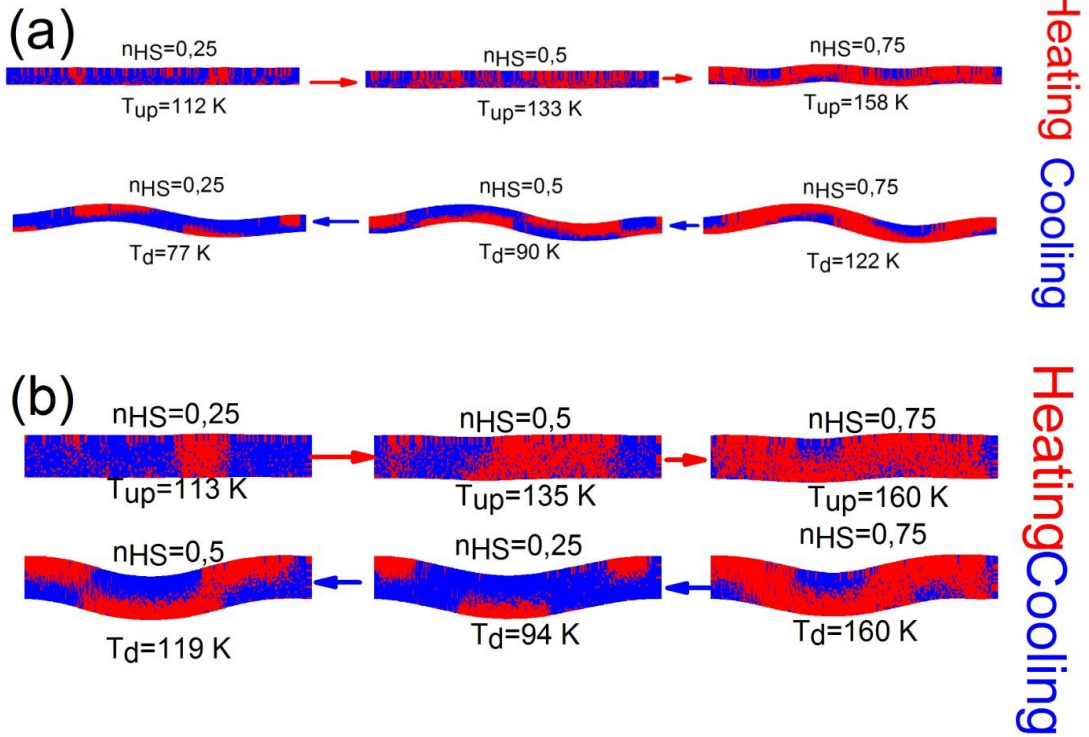 (a)
nHS=0,25
nHS=0,5
nHS=0,75
Tup=112 K
Tup=133 K
Tup=158 K
nHS=0,25
nHS=0,5
nHS=0,75
Td=77 K
Td=90 K
Td=122 K
Heating Cooling
(b)
nHS=0,25
nHS=0,5
nHS=0,75
Tup=113 K
Tup=135 K
Tup=160 K
nHS=0,5
nHS=0,25
nHS=0,75
Td=119 K
Td=94 K
Td=160 K
HeatingCooling